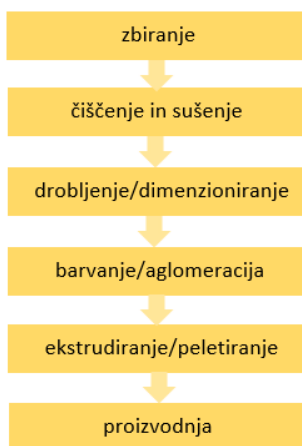 zbiranje
čiščenje in sušenje
drobljenje/dimenzioniranje
barvanje/aglomeracija
ekstrudiranje/peletiranje
proizvodnja